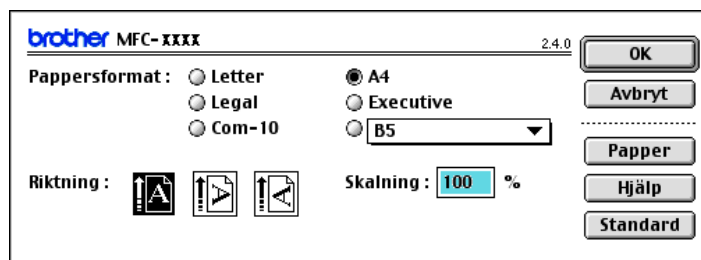 brother MFC-XXXX 2.4.0
OK
Pappersformat : Letter A4
Avbryt
Legal Executive
Com-10 B5
Papper
Riktning : A A A Skalning : 100 %
Hjälp
Standard